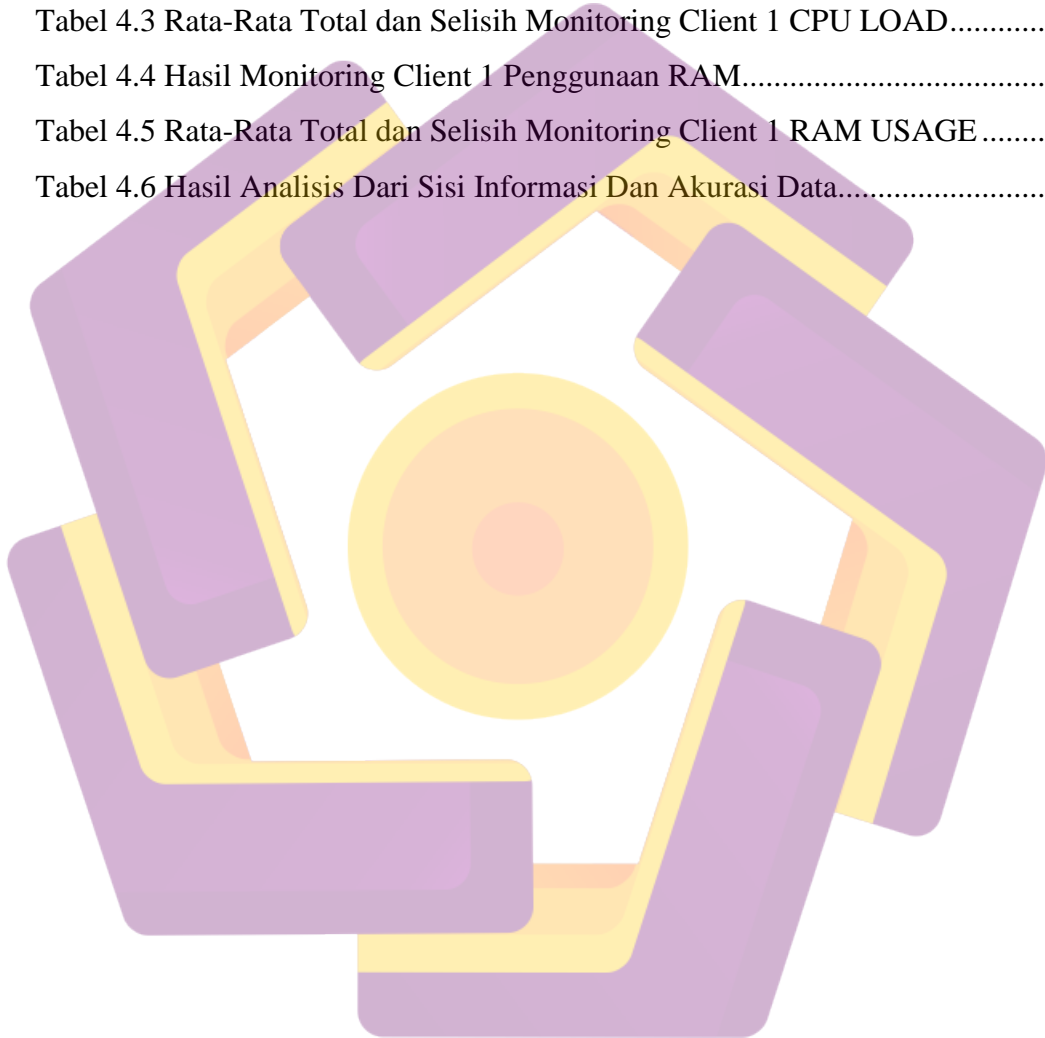 Tabel 4.3 Rata-Rata Total dan Selisih Monitoring Client 1 CPU LOAD............
Tabel 4.4 Hasil Monitoring Client 1 Penggunaan RAM.......................................
Tabel 4.5 Rata-Rata Total dan Selisih Monitoring Client 1 RAM USAGE........
Tabel 4.6 Hasil Analisis Dari Sisi Informasi Dan Akurasi Data..........................